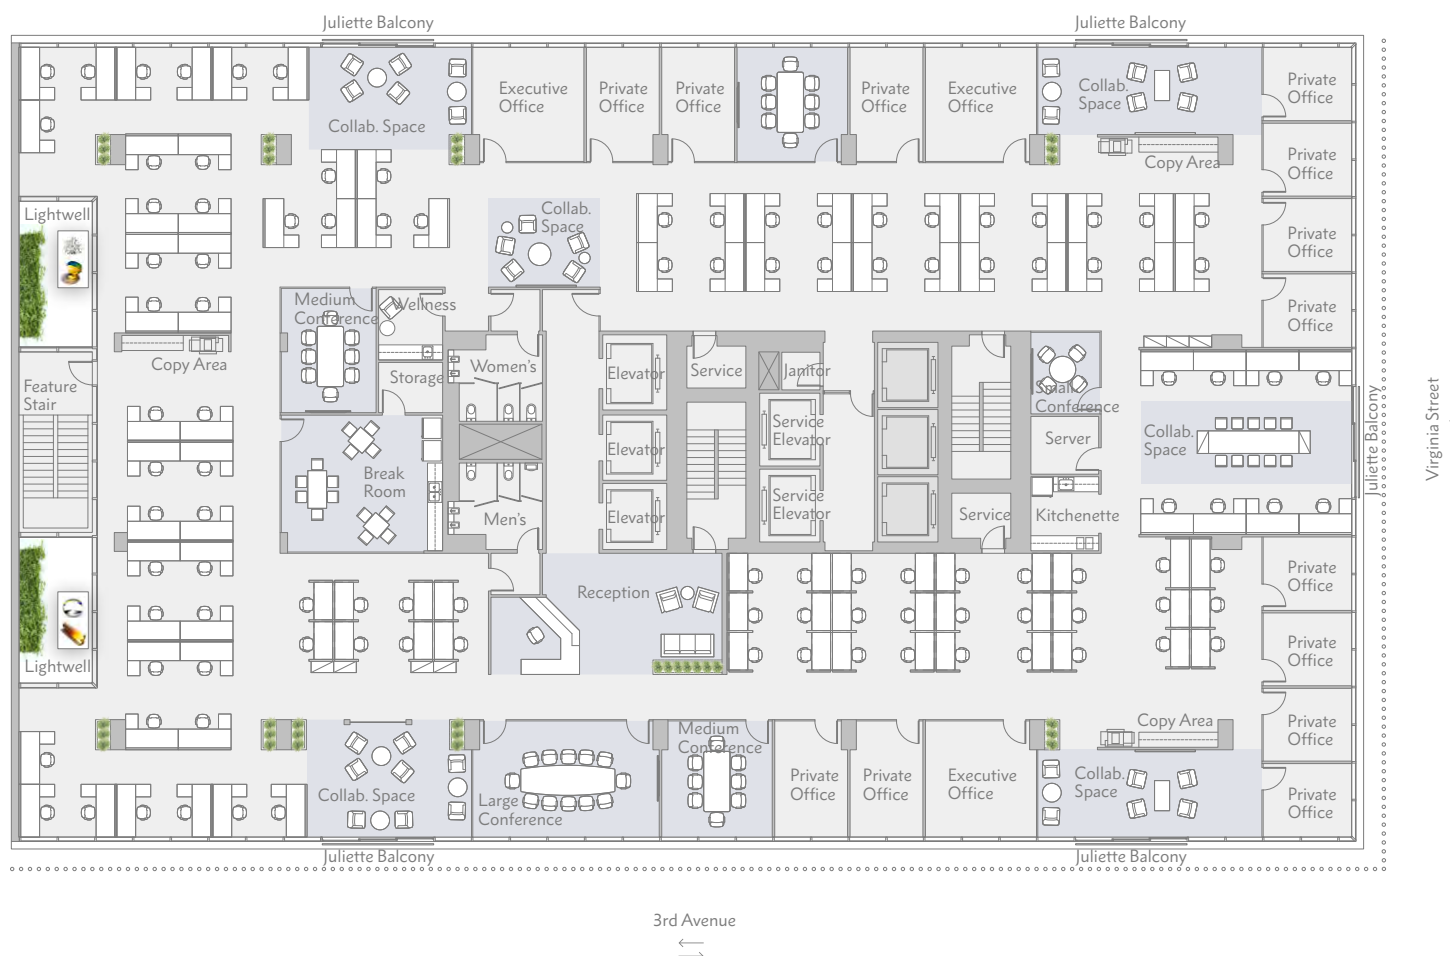 Juliette Balcony
Juliette Balcony
Executive
Office
Private
Office
Private
Office
Private
Office
Executive
Office
Collab.
Space
Private
Office
Collab. Space
Copy Area
Private
Office
Lightwell
Collab.
Space
Private
Office
Medium
Conference
Wellness
Private
Office
Copy Area
Women's
Storage
Elevator
Service
Janitor
Feature
Stair
Small
Conference
Juliette Balcony
Virginia Street
Service
Elevator
Elevator
Server
Collab.
Space
Break
Room
Service
Elevator
Elevator
Men's
Service
Kitchenette
Private
Office
Reception
Lightwell
Private
Office
Medium
Conference
Copy Area
Private
Office
Collab. Space
Large
Conference
Private
Office
Private
Office
Executive
Office
Collab.
Space
Private
Office
Juliette Balcony
Juliette Balcony
3rd Avenue